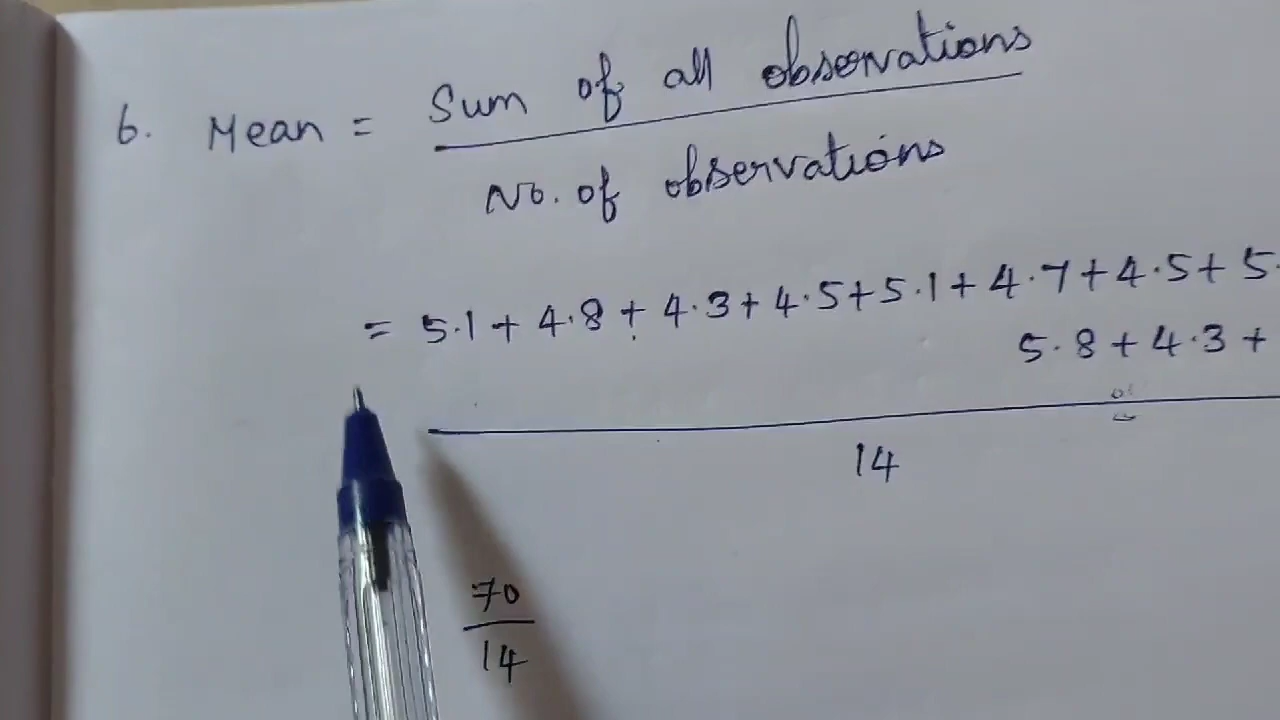 6. Mean = Sum of all observations
No. of observations
= 5.1 + 4.8 + 4.3 + 4.5 + 5.1 + 4.7 + 4.5 + 5.
5.8 + 4.3 +
14
70
14